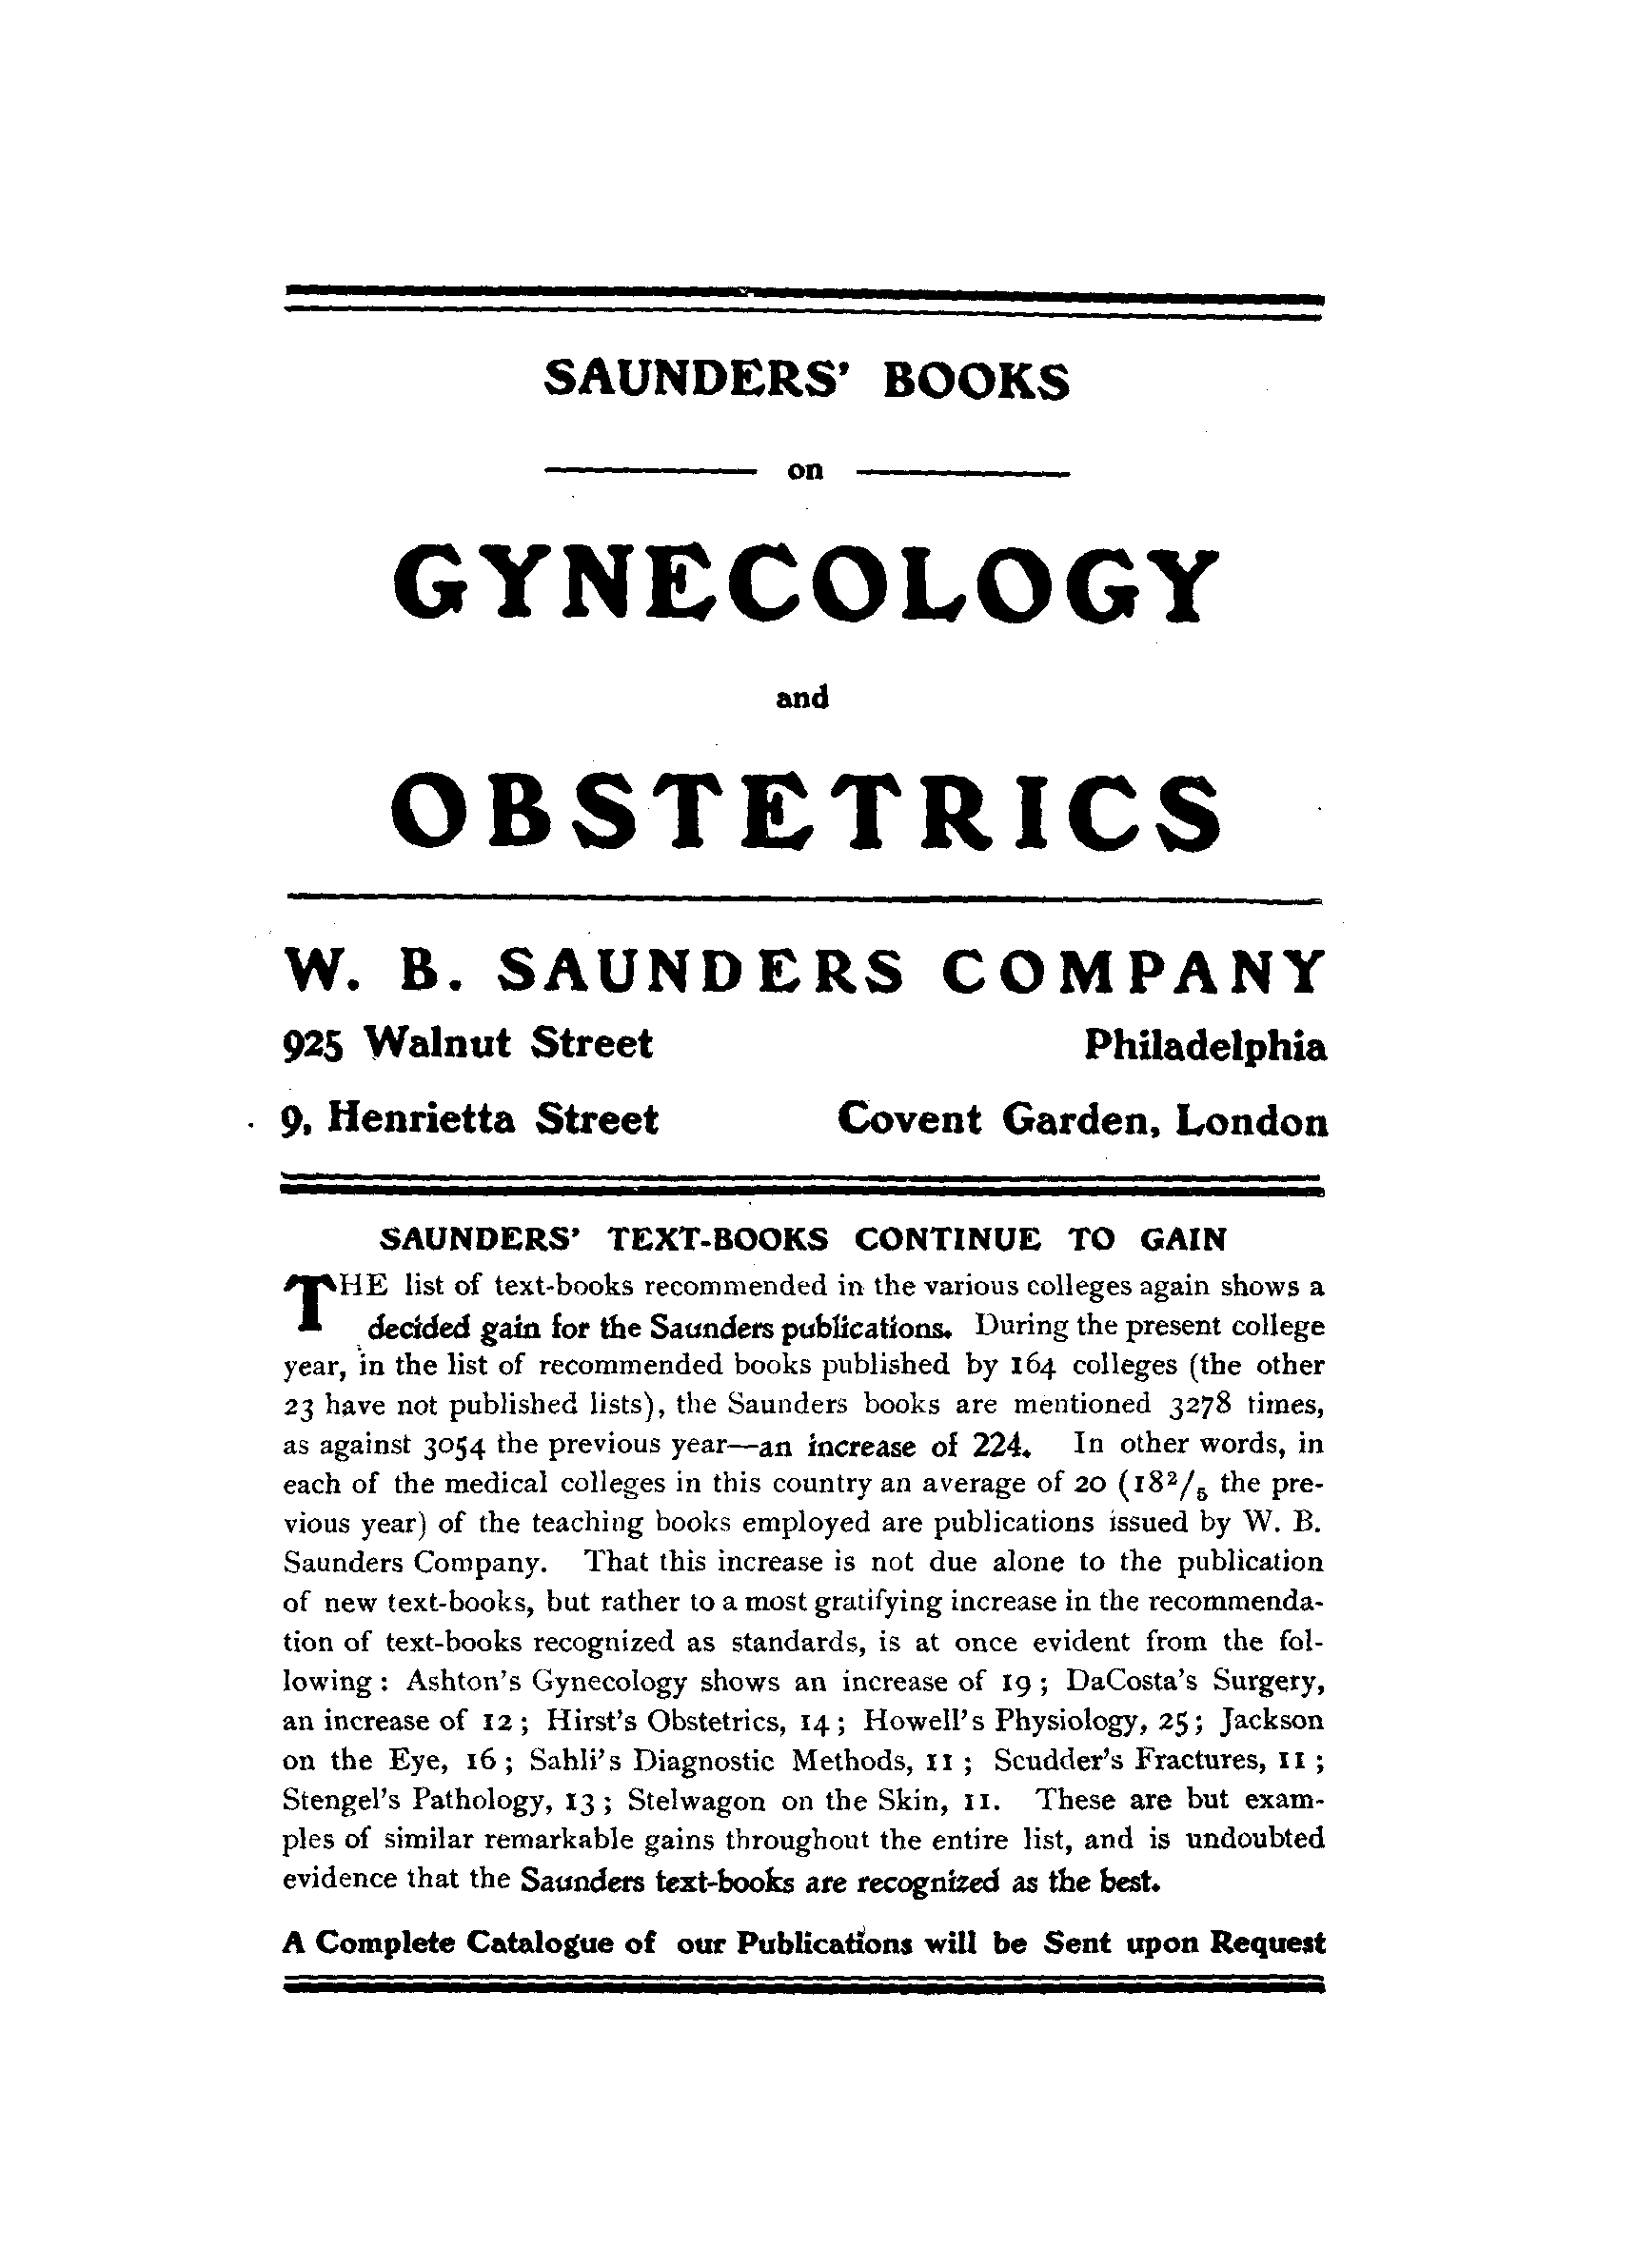 SAUNDERS' BOOKS
on
GYNECOLOGY
and
OBSTETRICS
W. B. SAUNDERS COMPANY
925 Walnut Street Philadelphia
9, Henrietta Street Covent Garden, London
SAUNDERS' TEXT-BOOKS CONTINUE TO GAIN
THE list of text-books recommended in the various colleges again shows a
decided gain for the Saunders publications. During the present college
year, in the list of recommended books published by 164 colleges (the other
23 have not published lists), the Saunders books are mentioned 3278 times,
as against 3054 the previous year—an increase of 224. In other words, in
each of the medical colleges in this country an average of 20 (18²/₅ the pre-
vious year) of the teaching books employed are publications issued by W. B.
Saunders Company. That this increase is not due alone to the publication
of new text-books, but rather to a most gratifying increase in the recommenda-
tion of text-books recognized as standards, is at once evident from the fol-
lowing: Ashton's Gynecology shows an increase of 19; DaCosta's Surgery,
an increase of 12; Hirst's Obstetrics, 14; Howell's Physiology, 25; Jackson
on the Eye, 16; Sahli's Diagnostic Methods, 11; Scudder's Fractures, 11;
Stengel's Pathology, 13; Stelwagon on the Skin, 11. These are but exam-
ples of similar remarkable gains throughout the entire list, and is undoubted
evidence that the Saunders text-books are recognized as the best.
A Complete Catalogue of our Publications will be Sent upon Request